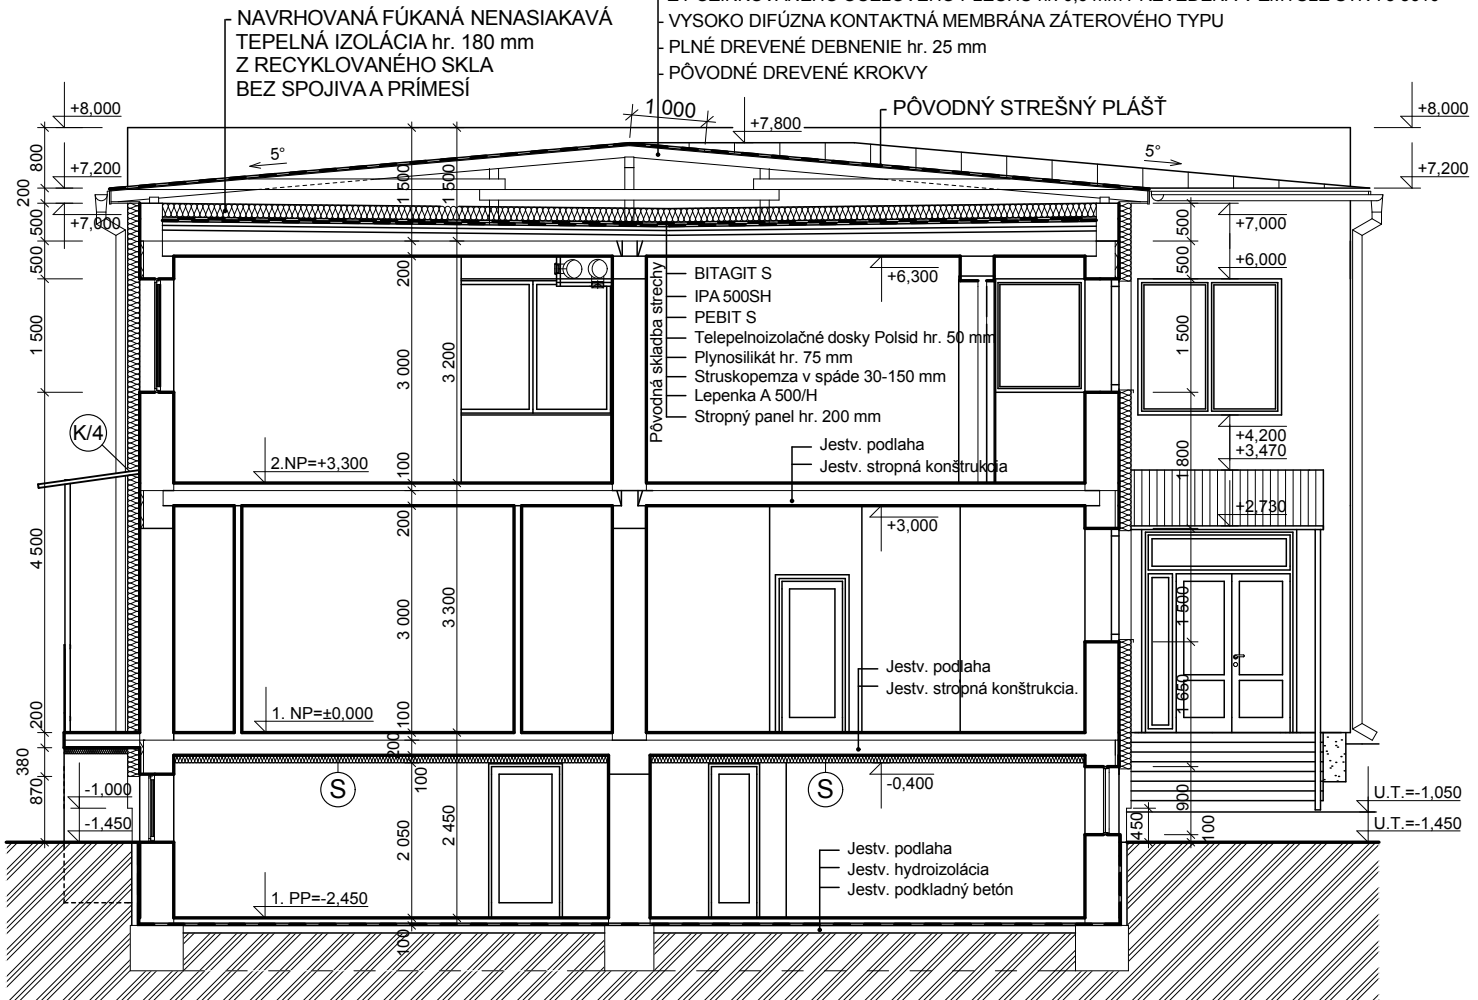 NAVRHOVANÁ FÚKANÁ NENASIAKAVÁ
TEPELNÁ IZOLÁCIA hr. 180 mm
Z RECYKLOVANÉHO SKLA
BEZ SPOJIVA A PRÍMESÍ
VYSOKO DIFÚZNA KONTAKTNÁ MEMBRÁNA ZÁTEROVÉHO TYPU
PLNÉ DREVENÉ DEBNENIE hr. 25 mm
PÔVODNÉ DREVENÉ KROKVY
PÔVODNÝ STREŠNÝ PLÁŠŤ
1 000
+8,000
+7,800
+8,000
5°
5°
+7,200
+7,200
+7,000
+7,000
800
200
500
500
1 500
4 500
200
380
870
1 500
1 500
200
3 000
3 200
100
200
3 000
3 300
100
200
100
2 050
2 450
100
500
500
1 500
1 800
1 500
1 650
900
100
450
+6,000
+6,300
Pôvodná skladba strechy
BITAGIT S
IPA 500SH
PEBIT S
Telepelnoizolačné dosky Polsid hr. 50 mm
Plynosilikát hr. 75 mm
Struskopemza v spáde 30-150 mm
Lepenka A 500/H
Stropný panel hr. 200 mm
K/4
+4,200
+3,470
2.NP=+3,300
Jestv. podlaha
Jestv. stropná konštrukcia
+3,000
+2,730
Jestv. podlaha
Jestv. stropná konštrukcia.
1. NP=±0,000
S
S
-0,400
-1,000
-1,450
U.T.=-1,050
U.T.=-1,450
Jestv. podlaha
Jestv. hydroizolácia
Jestv. podkladný betón
1. PP=-2,450